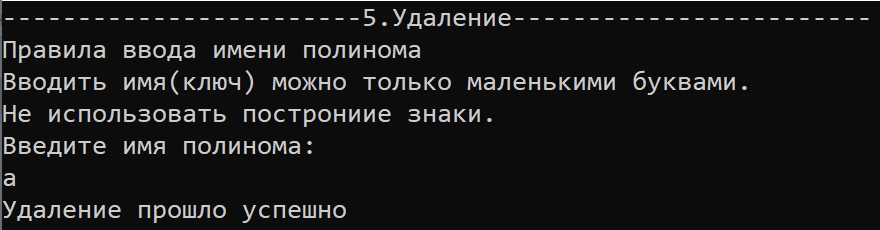 ------------------------5.Удаление------------------------
Правила ввода имени полинома
Вводить имя(ключ) можно только маленькими буквами.
Не использовать построниие знаки.
Введите имя полинома:
a
Удаление прошло успешно